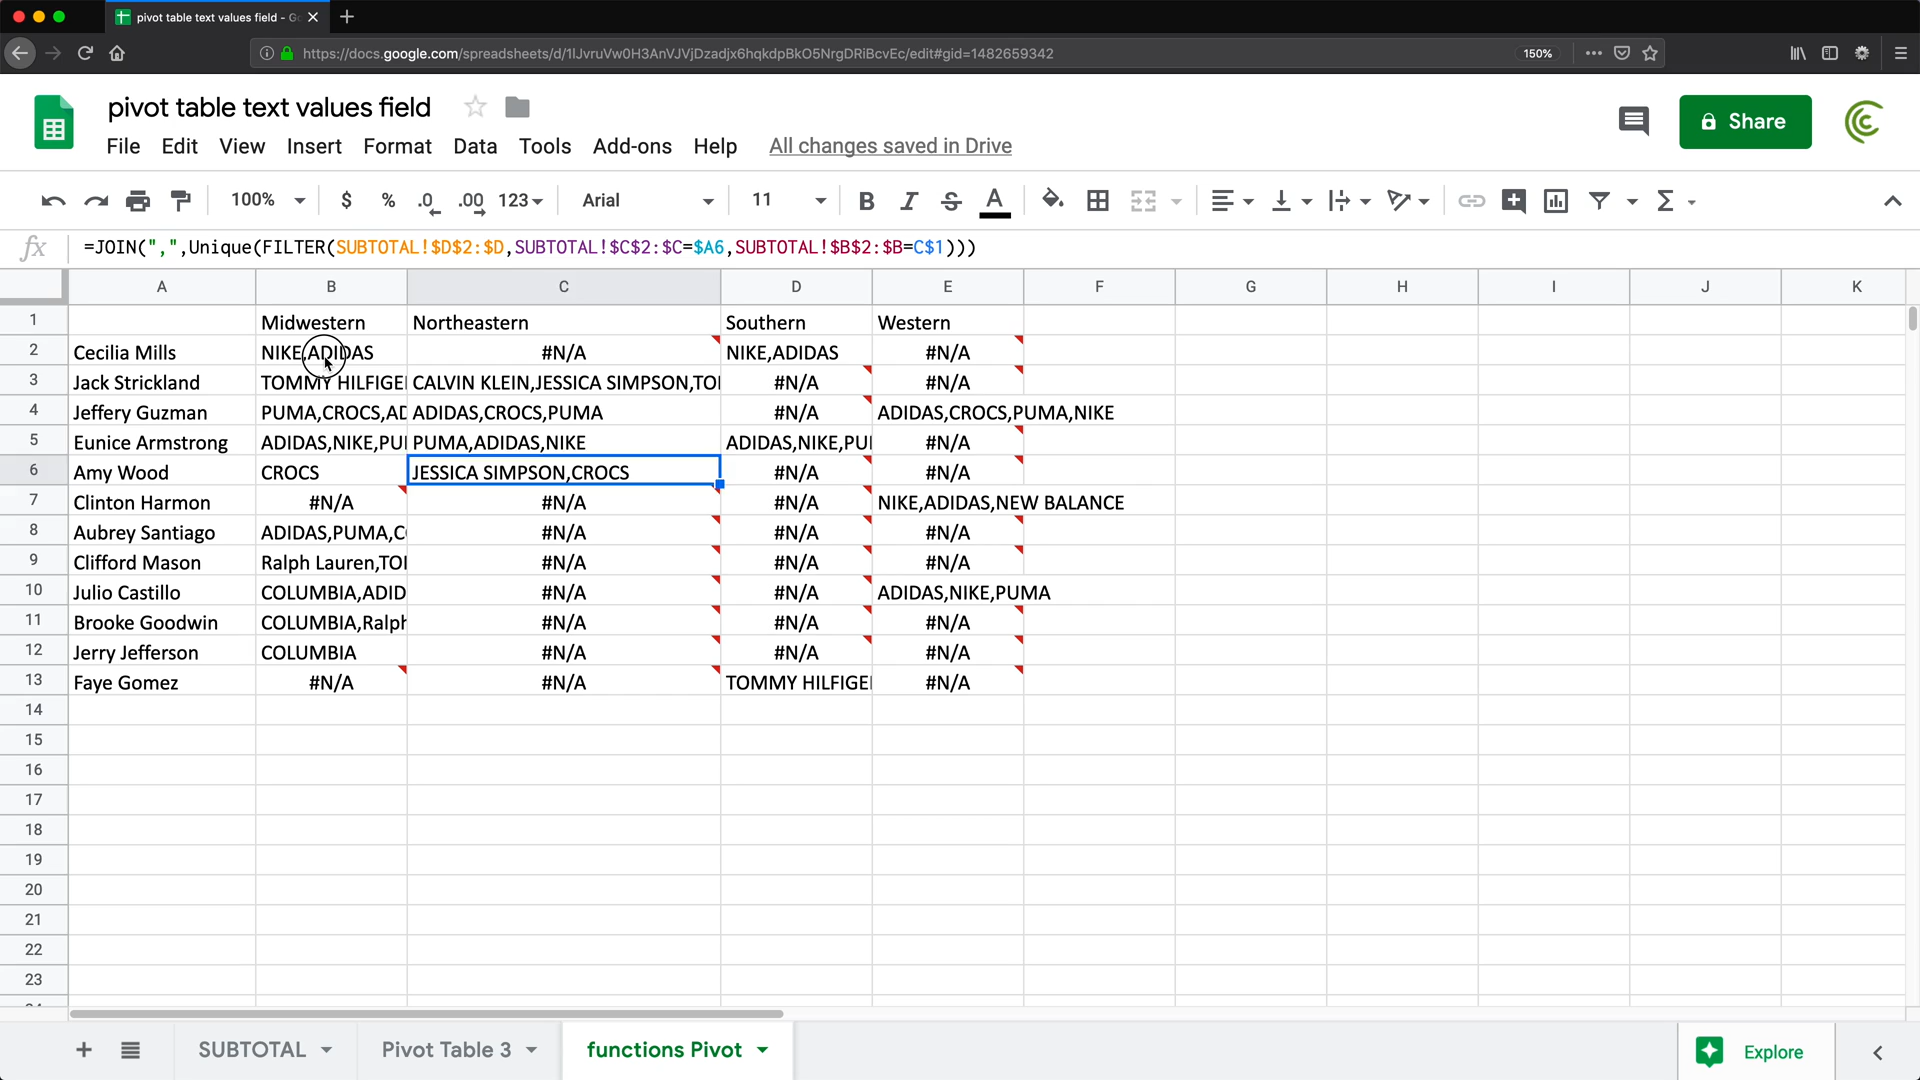 pivot table text values field - Go
https://docs.google.com/spreadsheets/d/1lJvruVw0H3AnVJVjDzadjx6hqkdpBkO5NrgDRiBcvEc/edit#gid=1482659342 150%
pivot table text values field
File Edit View Insert Format Data Tools Add-ons Help All changes saved in Drive
Share
100% $ % .0 .00 123 Arial 11 B I S A
fx =JOIN(",",Unique(FILTER(SUBTOTAL!$D$2:$D,SUBTOTAL!$C$2:$C=$A6,SUBTOTAL!$B$2:$B=C$1)))
A B C D E F G H I J K
1 Midwestern Northeastern Southern Western
2 Cecilia Mills NIKE,ADIDAS #N/A NIKE,ADIDAS #N/A
3 Jack Strickland TOMMY HILFIGE CALVIN KLEIN,JESSICA SIMPSON,TO #N/A #N/A
4 Jeffery Guzman PUMA,CROCS,AD ADIDAS,CROCS,PUMA #N/A ADIDAS,CROCS,PUMA,NIKE
5 Eunice Armstrong ADIDAS,NIKE,PU PUMA,ADIDAS,NIKE ADIDAS,NIKE,PU #N/A
6 Amy Wood CROCS JESSICA SIMPSON,CROCS #N/A #N/A
7 Clinton Harmon #N/A #N/A #N/A NIKE,ADIDAS,NEW BALANCE
8 Aubrey Santiago ADIDAS,PUMA,C #N/A #N/A #N/A
9 Clifford Mason Ralph Lauren,TO #N/A #N/A #N/A
10 Julio Castillo COLUMBIA,ADID #N/A #N/A ADIDAS,NIKE,PUMA
11 Brooke Goodwin COLUMBIA,Ralph #N/A #N/A #N/A
12 Jerry Jefferson COLUMBIA #N/A #N/A #N/A
13 Faye Gomez #N/A #N/A TOMMY HILFIGE #N/A
14
15
16
17
18
19
20
21
22
23
SUBTOTAL Pivot Table 3 functions Pivot Explore